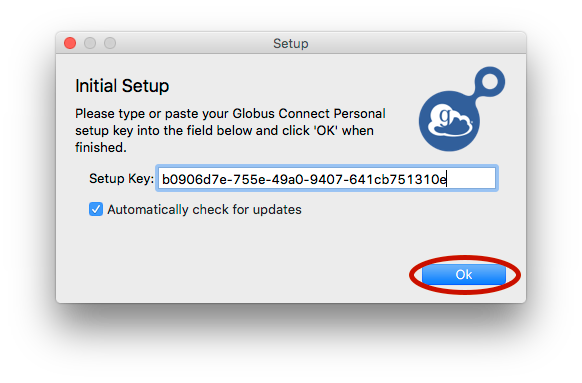 Setup
Initial Setup
Please type or paste your Globus Connect Personal
setup key into the field below and click 'OK' when
finished.
Setup Key: b0906d7e-755e-49a0-9407-641cb751310e
Automatically check for updates
Ok
g